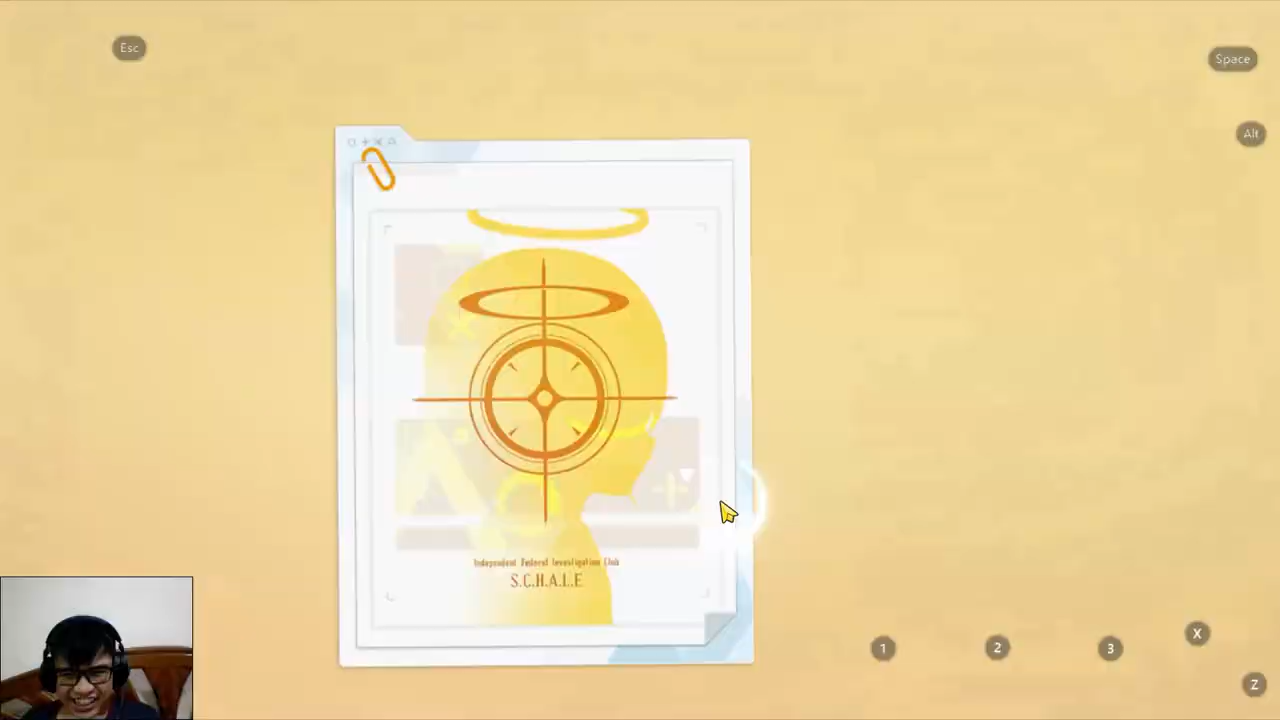 Esc
Space
Alt
Independent Federal Investigation Club
S.C.H.A.L.E
1
2
3
X
Z